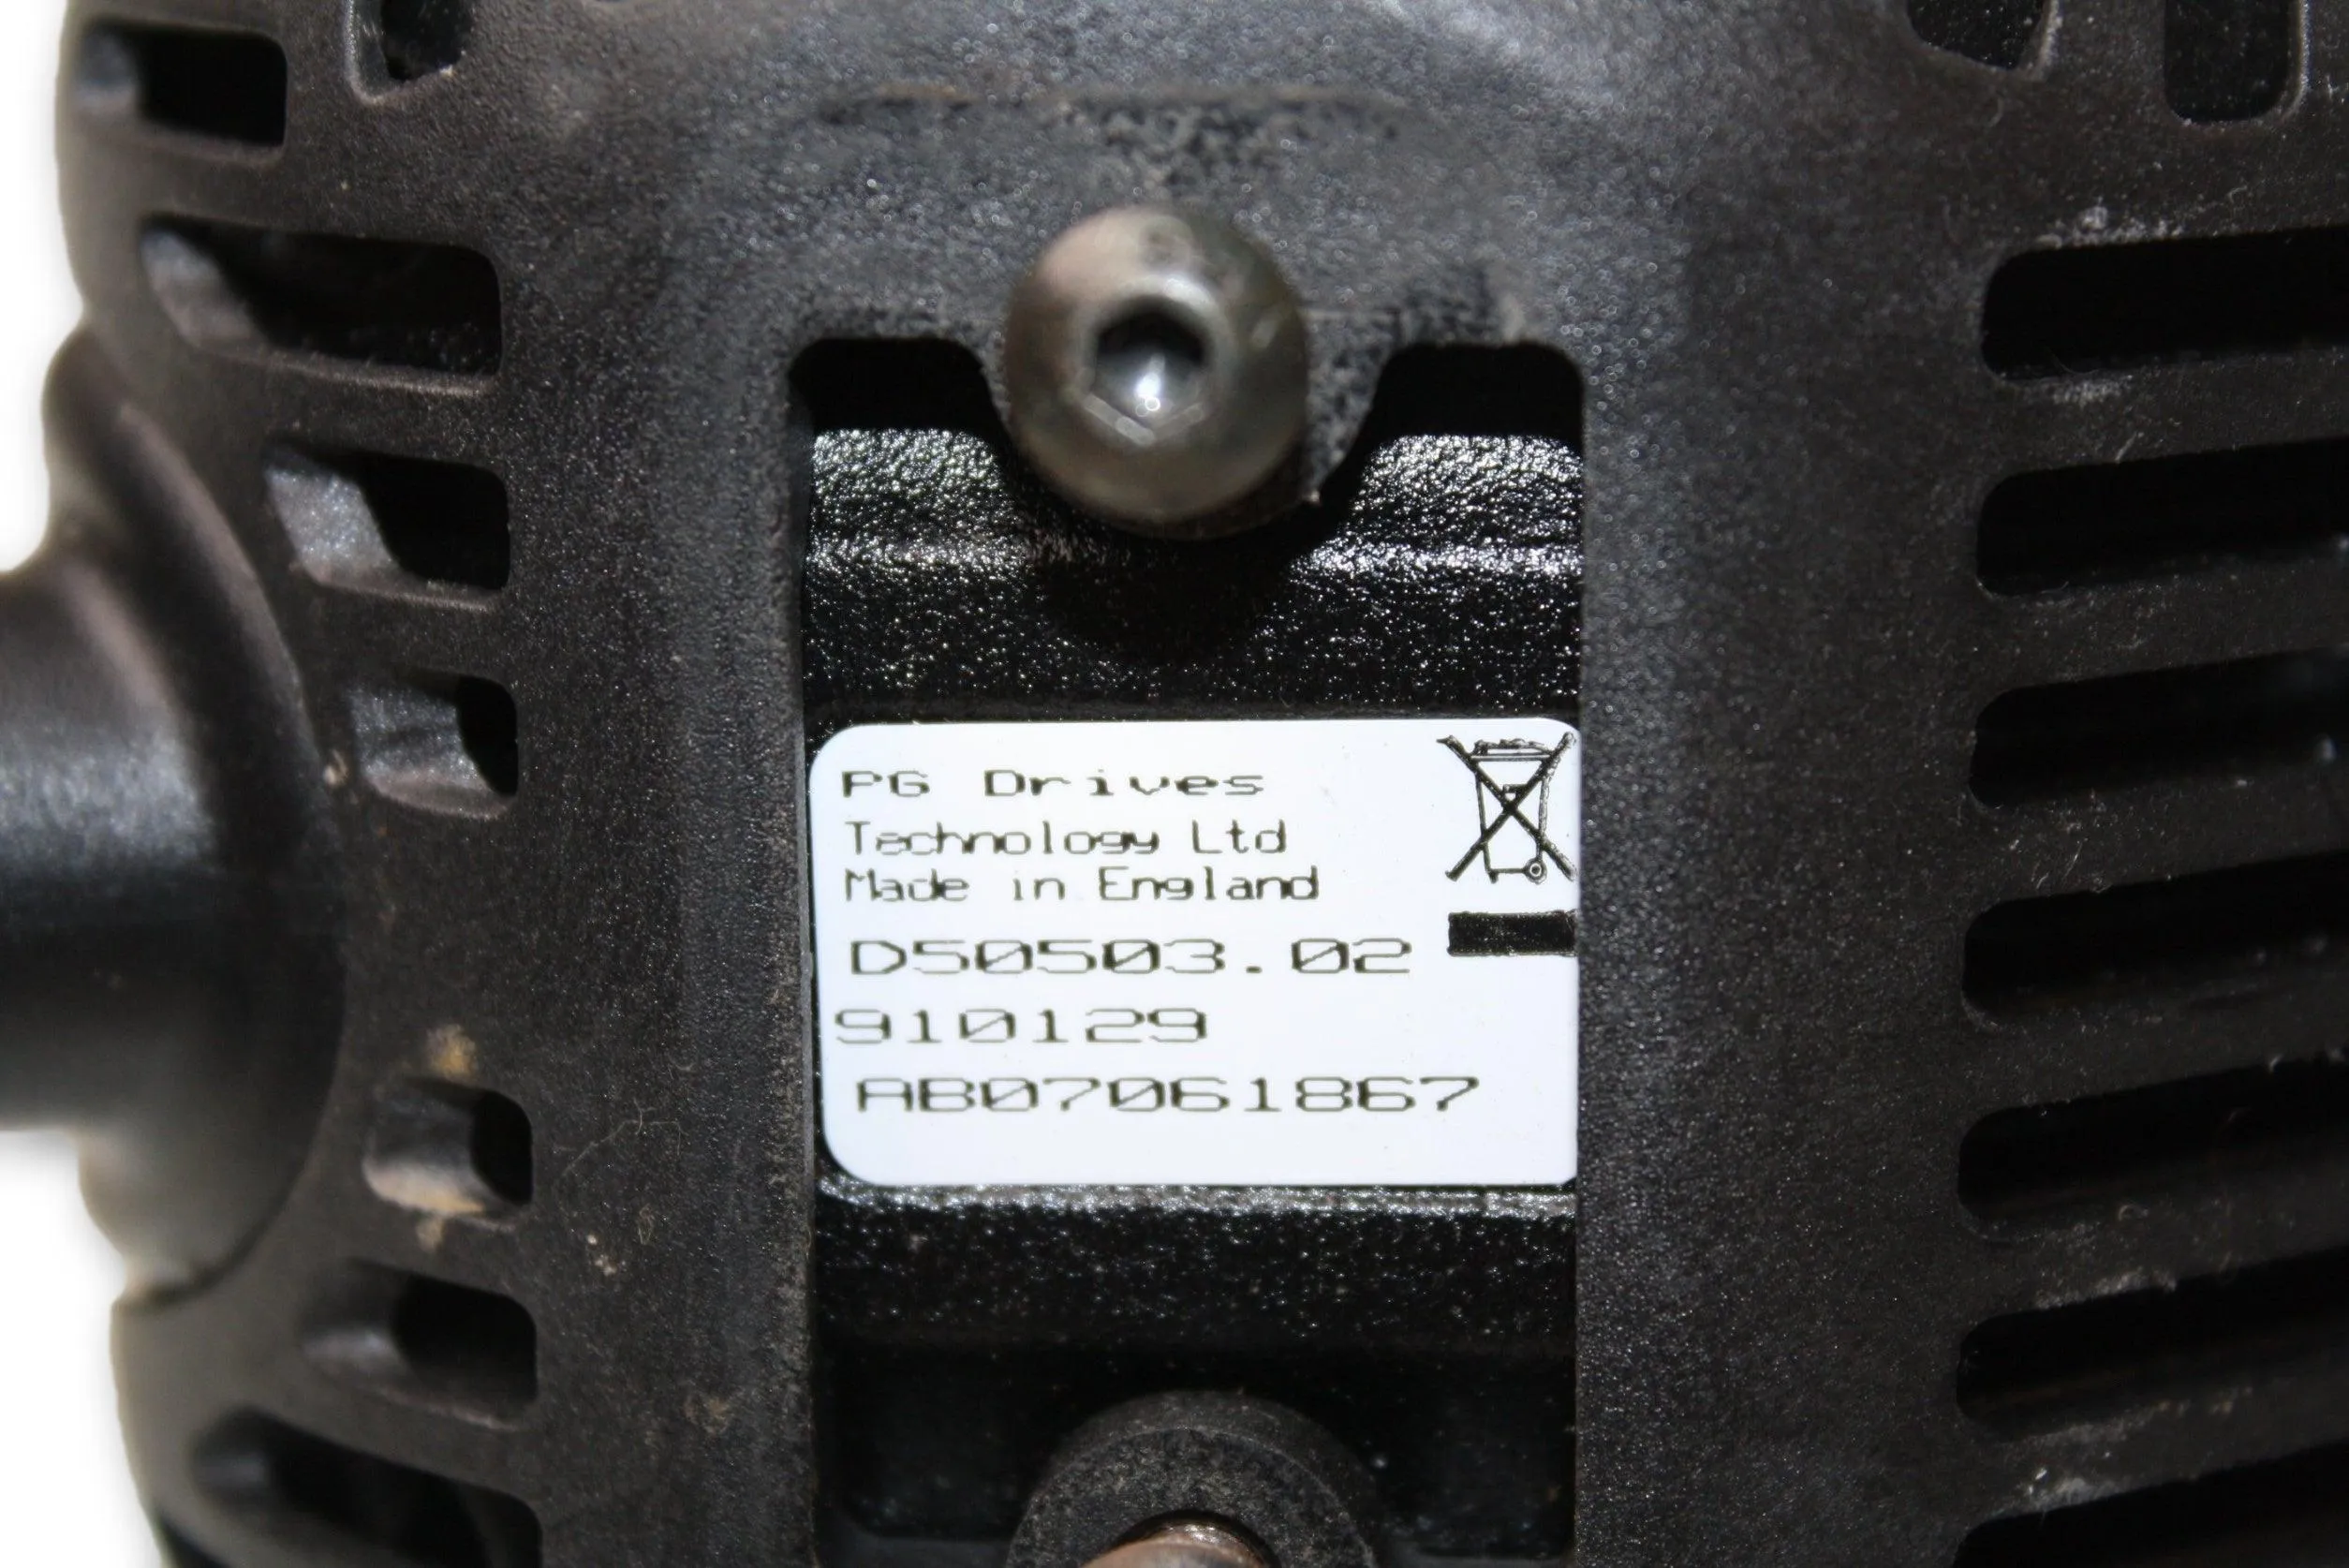 PG Drives
Technology Ltd
Made in England
D50503.02
910129
AB07061867